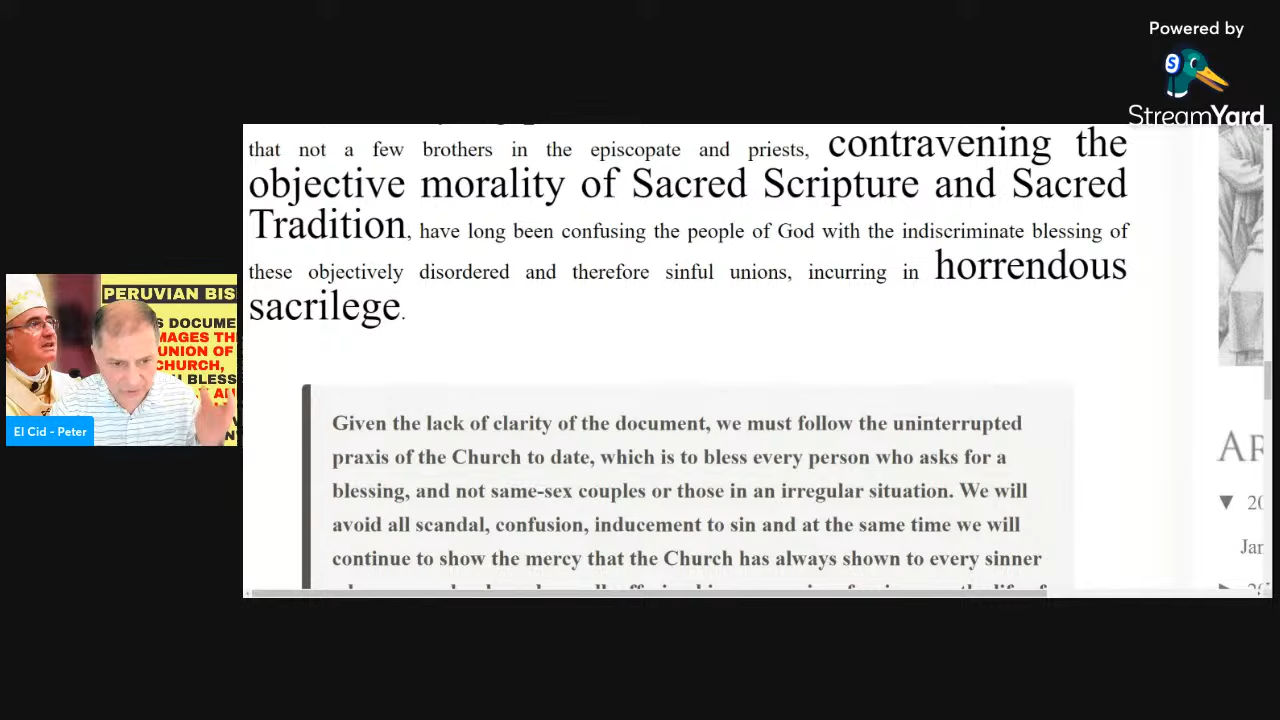 Powered by
StreamYard
that not a few brothers in the episcopate and priests, contravening the
objective morality of Sacred Scripture and Sacred
Tradition, have long been confusing the people of God with the indiscriminate blessing of
these objectively disordered and therefore sinful unions, incurring in horrendous
sacrilege.
Given the lack of clarity of the document, we must follow the uninterrupted
praxis of the Church to date, which is to bless every person who asks for a
blessing, and not same-sex couples or those in an irregular situation. We will
avoid all scandal, confusion, inducement to sin and at the same time we will
continue to show the mercy that the Church has always shown to every sinner
PERUVIAN BIS
S DOCUME
MAGES TH
UNION OF
CHURCH,
BLESS
El Cid - Peter
AR
▼ 20
Jar